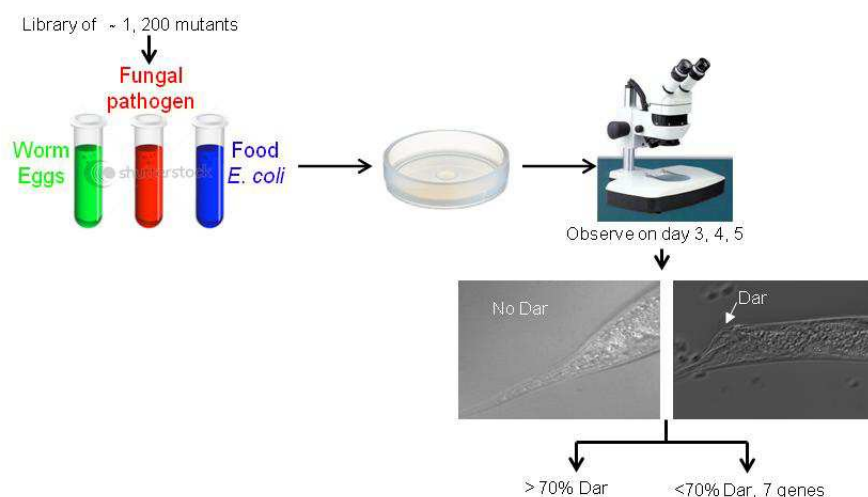 Library of ~ 1, 200 mutants
Fungal
pathogen
Worm
Eggs
shutterstock
Food
E. coli
Observe on day 3, 4, 5
No Dar
Dar
> 70% Dar
<70% Dar, 7 genes